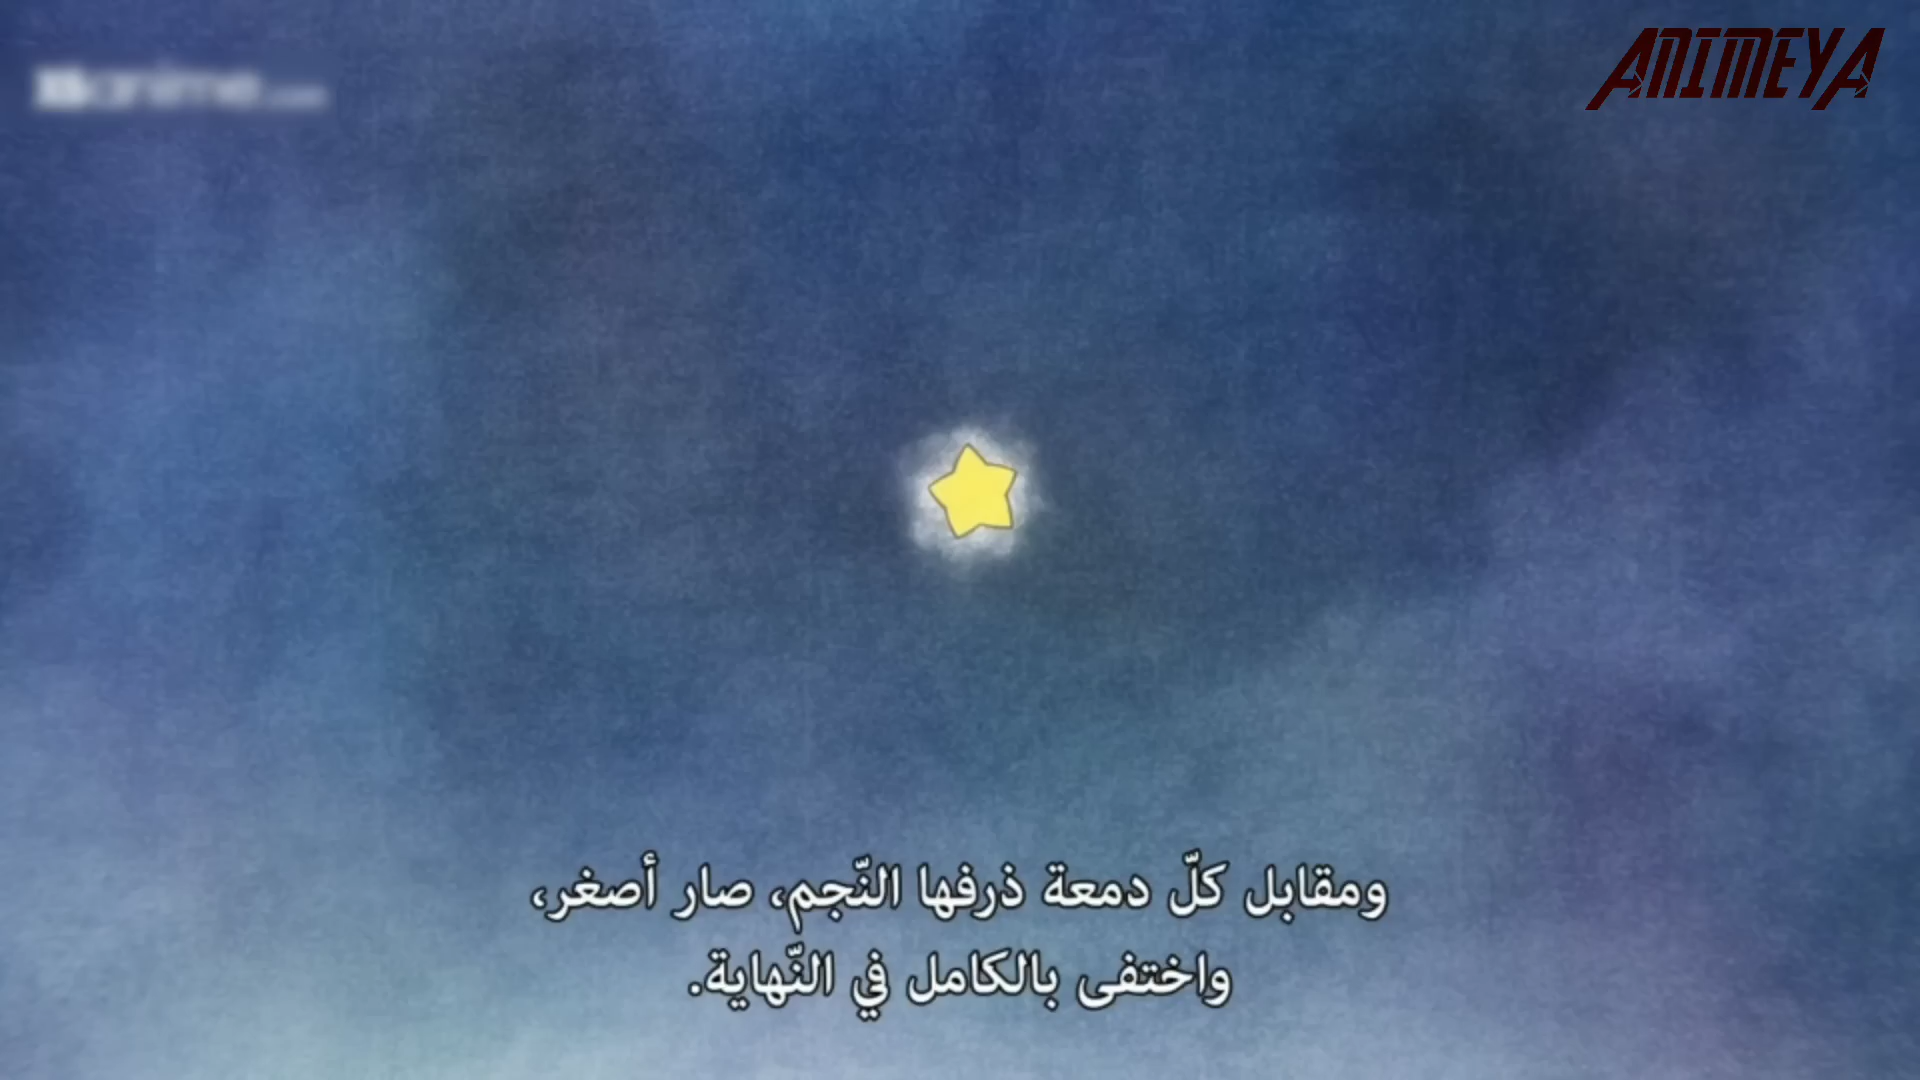 ANIMEYA
ومقابل كلّ دمعة ذرفها النّجم، صار أصغر،
واختفى بالكامل في النّهاية.